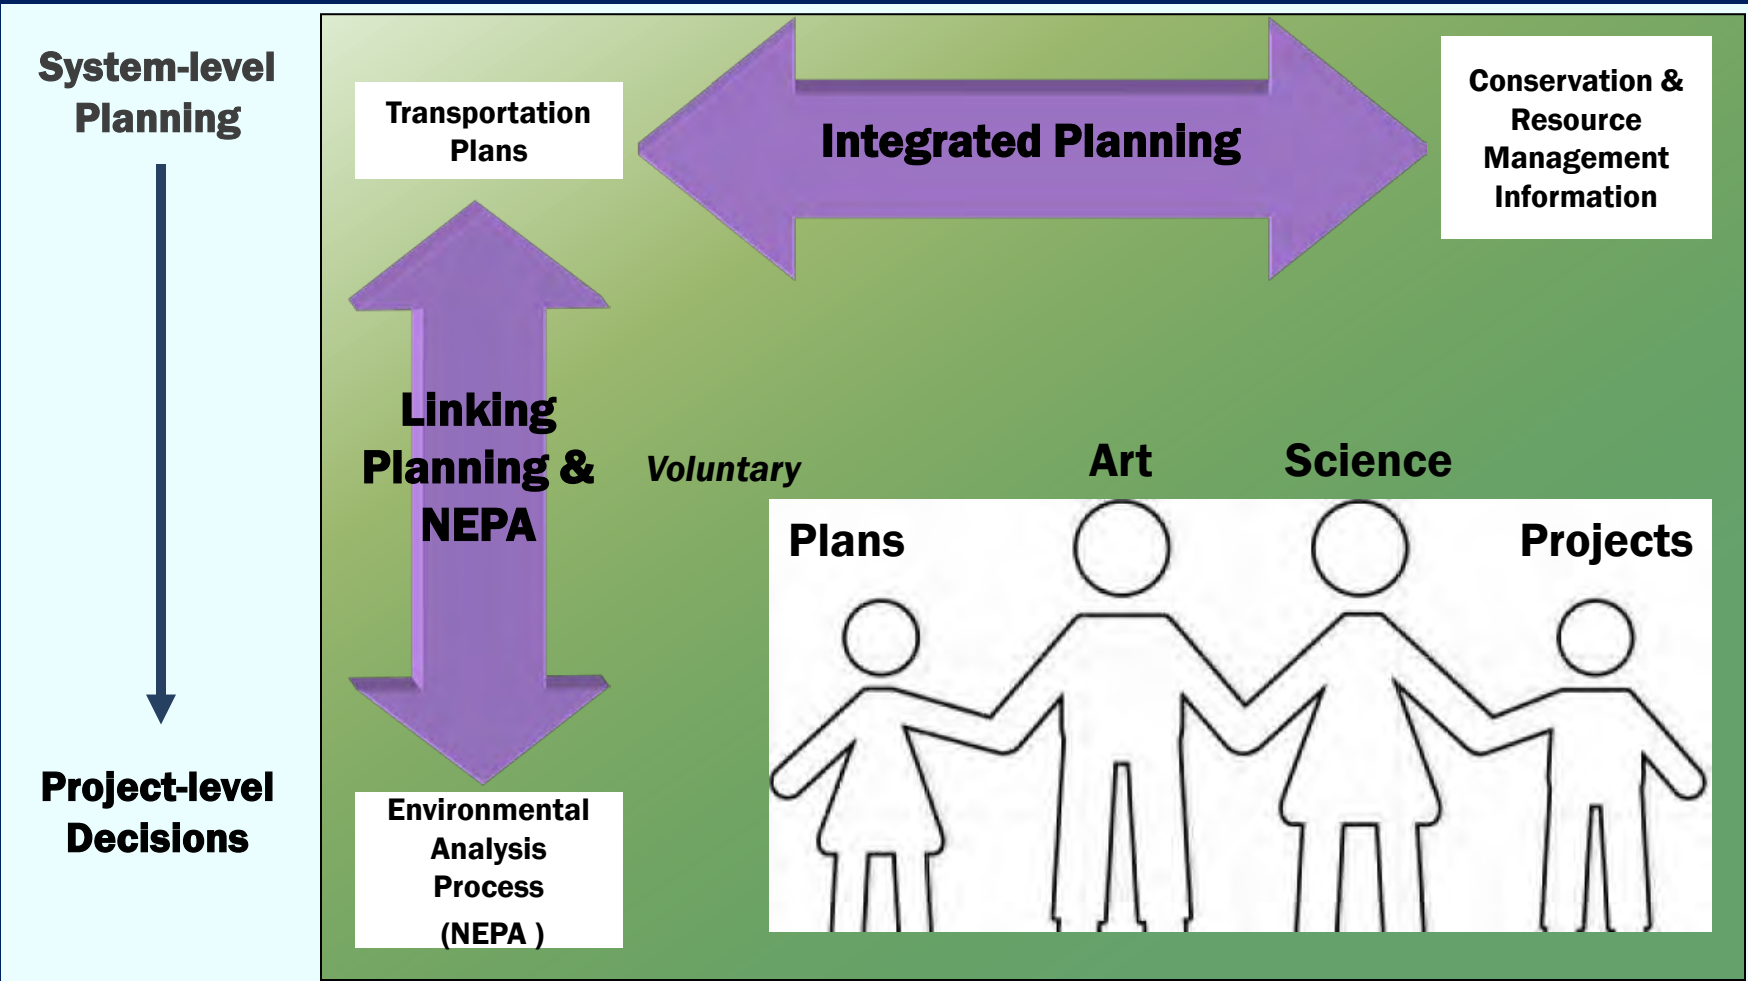 System-level
Planning
Project-level
Decisions
Transportation
Plans
Integrated Planning
Conservation &
Resource
Management
Information
Linking
Planning &
NEPA
Voluntary
Environmental
Analysis
Process
(NEPA )
Art
Science
Plans
Projects